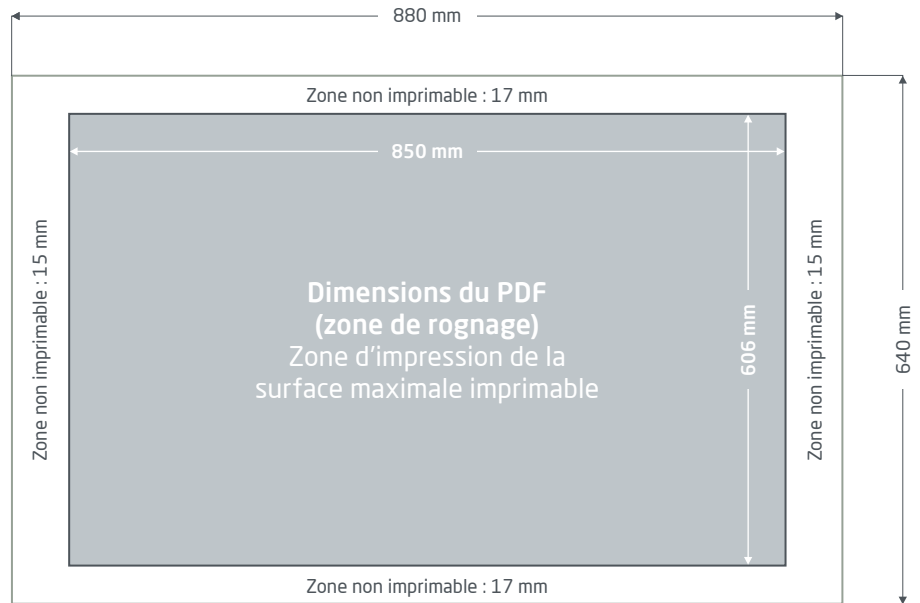 880 mm
Zone non imprimable : 17 mm
850 mm
Zone non imprimable : 15 mm
Dimensions du PDF
(zone de rognage)
Zone d’impression de la
surface maximale imprimable
606 mm
Zone non imprimable : 15 mm
640 mm
Zone non imprimable : 17 mm